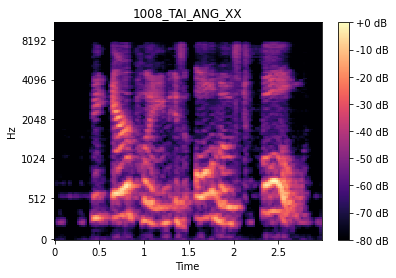 1008_TAI_ANG_XX
+0 dB
8192
-10 dB
4096
-20 dB
-30 dB
2048
Hz
-40 dB
1024
-50 dB
512
-60 dB
-70 dB
0
-80 dB
0 0.5 1 1.5 2 2.5
Time